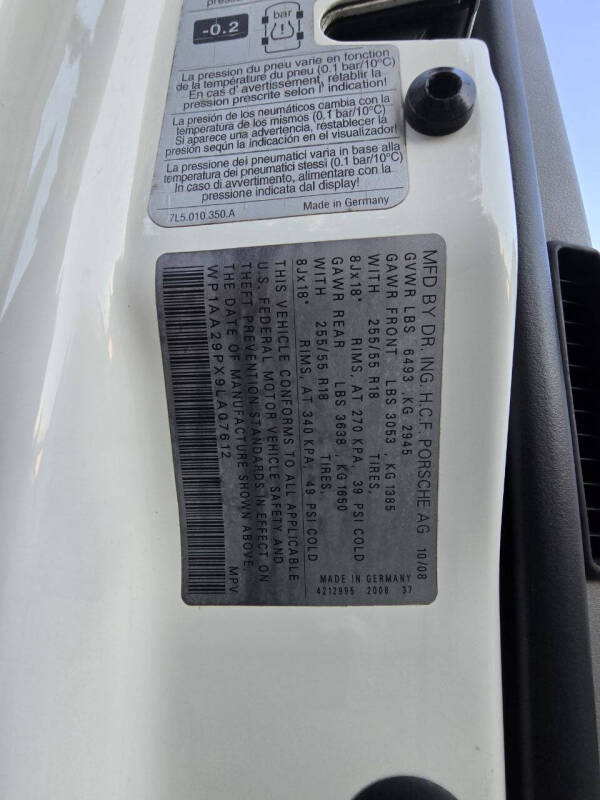 -0.2
bar
La pression du pneu varie en fonction
de la température du pneu (0.1 bar/10°C)
En cas d' avertissement, rétablir la
pression prescrite selon l' indication!
La presión de los neumáticos cambia con la
temperatura de los mismos (0,1 bar/10°C)
Si aparece una advertencia, restablecer la
presión según la indicación en el visualizador!
La pressione dei pneumatici varia in base alla
temperatura dei pneumatici stessi (0.1 bar/10°C)
In caso di avvertimento, alimentare con la
pressione indicata dal display!
7L5.010.350.A Made in Germany
MFD BY DR. ING. H.C.F. PORSCHE AG 10/08
GVWR LBS 6493 ,KG 2945
GAWR FRONT LBS 3053 , KG1385
WITH 255/55 R18 TIRES,
8Jx18" RIMS, AT 270 KPA, 39 PSI COLD
GAWR REAR LBS 3638 , KG1650
WITH 255/55 R18 TIRES,
8Jx18" RIMS, AT 340 KPA, 49 PSI COLD
THIS VEHICLE CONFORMS TO ALL APPLICABLE
U.S. FEDERAL MOTOR VEHICLE SAFETY AND
THEFT PREVENTION STANDARDS IN EFFECT ON
THE DATE OF MANUFACTURE SHOWN ABOVE.
WP1AA29PX9LA07612 MPV
MADE IN GERMANY
4212995 2008 37